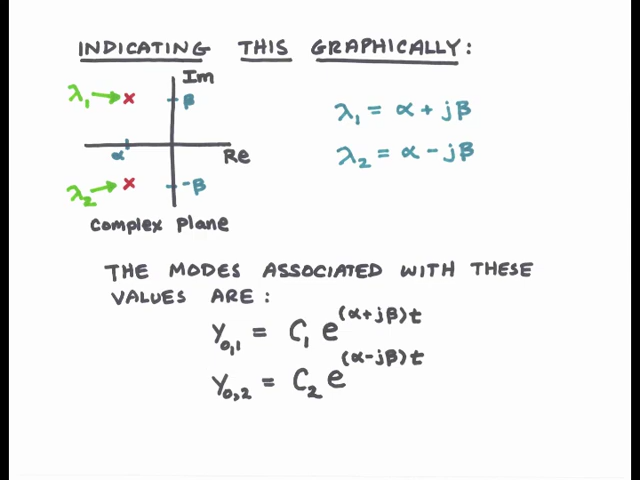 INDICATING THIS GRAPHICALLY:
Im
λ₁ → × β
λ₁ = α + jβ
α Re
λ₂ = α - jβ
λ₂ → × -β
Complex Plane
THE MODES ASSOCIATED WITH THESE
VALUES ARE:
y₀,₁ = C₁ e^(α+jβ)t
y₀,₂ = C₂ e^(α-jβ)t